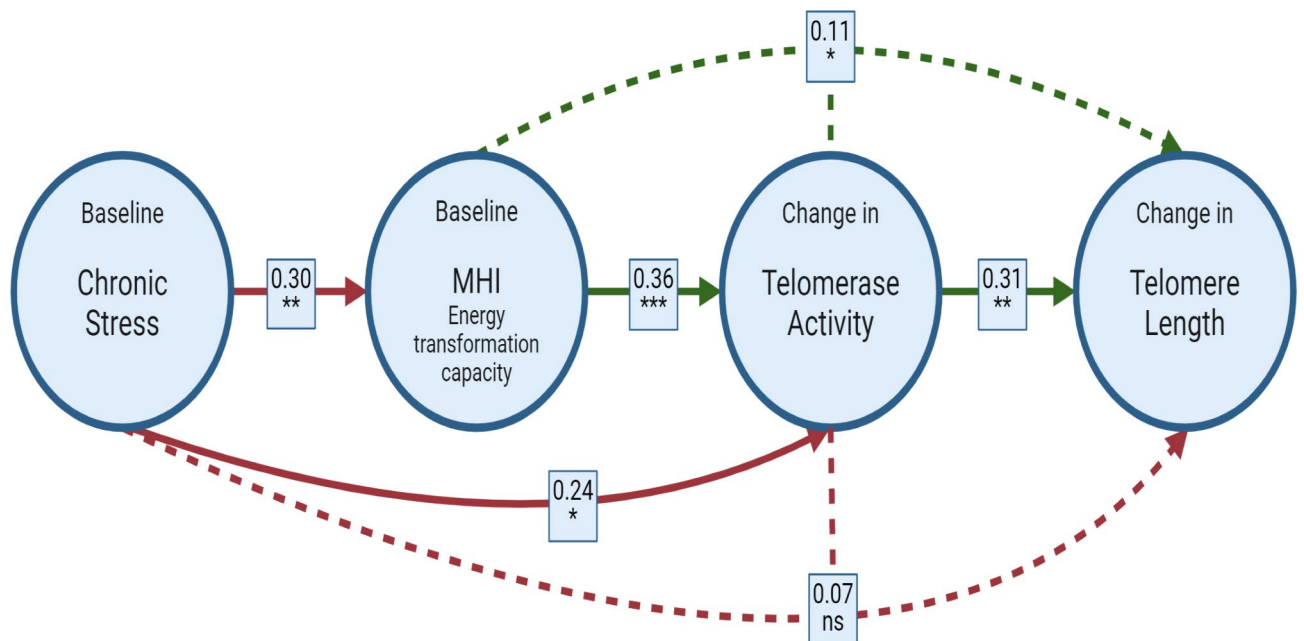 0.11
*
Baseline
Chronic
Stress
0.30
**
Baseline
MHI
Energy
transformation
capacity
0.36
***
Change in
Telomerase
Activity
0.31
**
Change in
Telomere
Length
0.24
*
0.07
ns